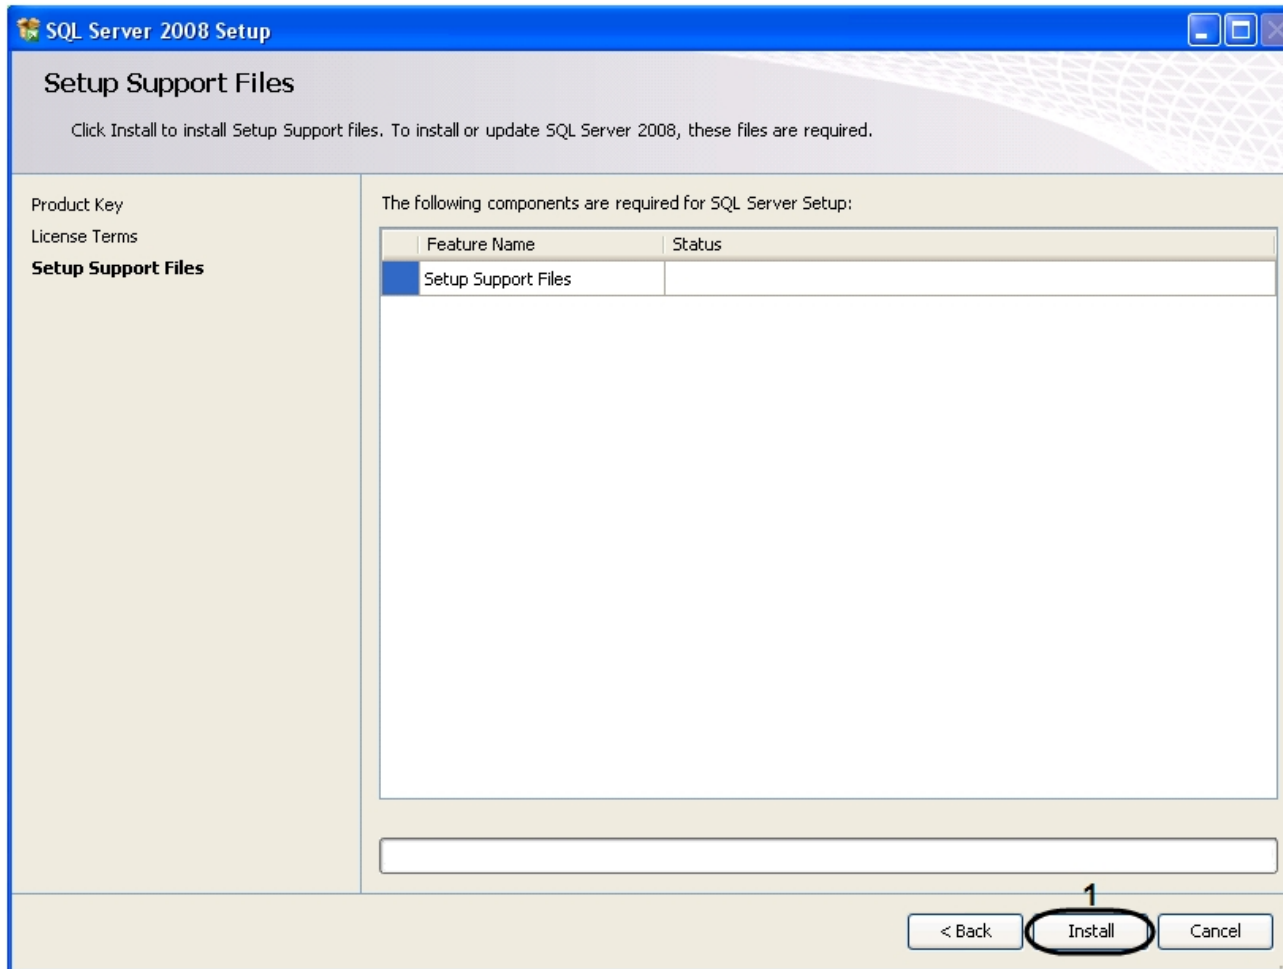 SQL Server 2008 Setup
Setup Support Files
Click Install to install Setup Support files. To install or update SQL Server 2008, these files are required.
Product Key
License Terms
Setup Support Files
The following components are required for SQL Server Setup:
Feature Name Status
Setup Support Files
1
< Back Install Cancel